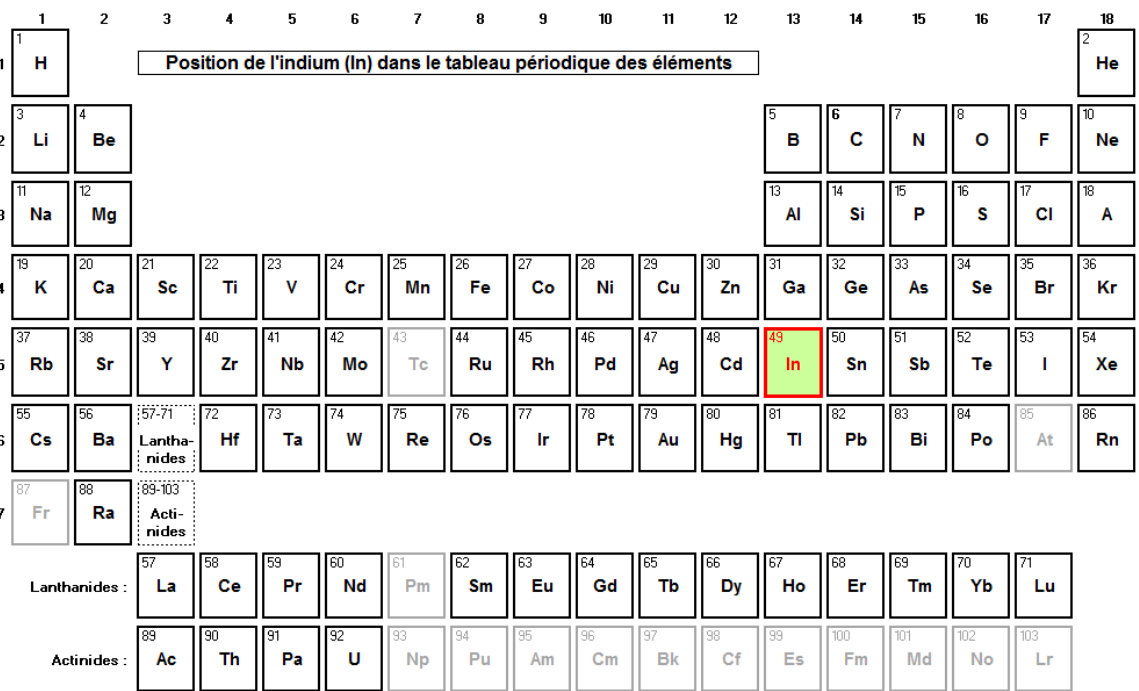 1 2 3 4 5 6 7 8 9 10 11 12 13 14 15 16 17 18
Position de l'indium (In) dans le tableau périodique des éléments
1 1 2
H He
2 3 4 5 6 7 8 9 10
Li Be B C N O F Ne
3 11 12 13 14 15 16 17 18
Na Mg Al Si P S Cl A
4 19 20 21 22 23 24 25 26 27 28 29 30 31 32 33 34 35 36
K Ca Sc Ti V Cr Mn Fe Co Ni Cu Zn Ga Ge As Se Br Kr
5 37 38 39 40 41 42 43 44 45 46 47 48 49 50 51 52 53 54
Rb Sr Y Zr Nb Mo Tc Ru Rh Pd Ag Cd In Sn Sb Te I Xe
6 55 56 57-71 72 73 74 75 76 77 78 79 80 81 82 83 84 85 86
Cs Ba Lantha- Hf Ta W Re Os Ir Pt Au Hg Tl Pb Bi Po At Rn
nides
7 87 88 89-103
Fr Ra Acti-
nides
57 58 59 60 61 62 63 64 65 66 67 68 69 70 71
Lanthanides : La Ce Pr Nd Pm Sm Eu Gd Tb Dy Ho Er Tm Yb Lu
89 90 91 92 93 94 95 96 97 98 99 100 101 102 103
Actinides : Ac Th Pa U Np Pu Am Cm Bk Cf Es Fm Md No Lr